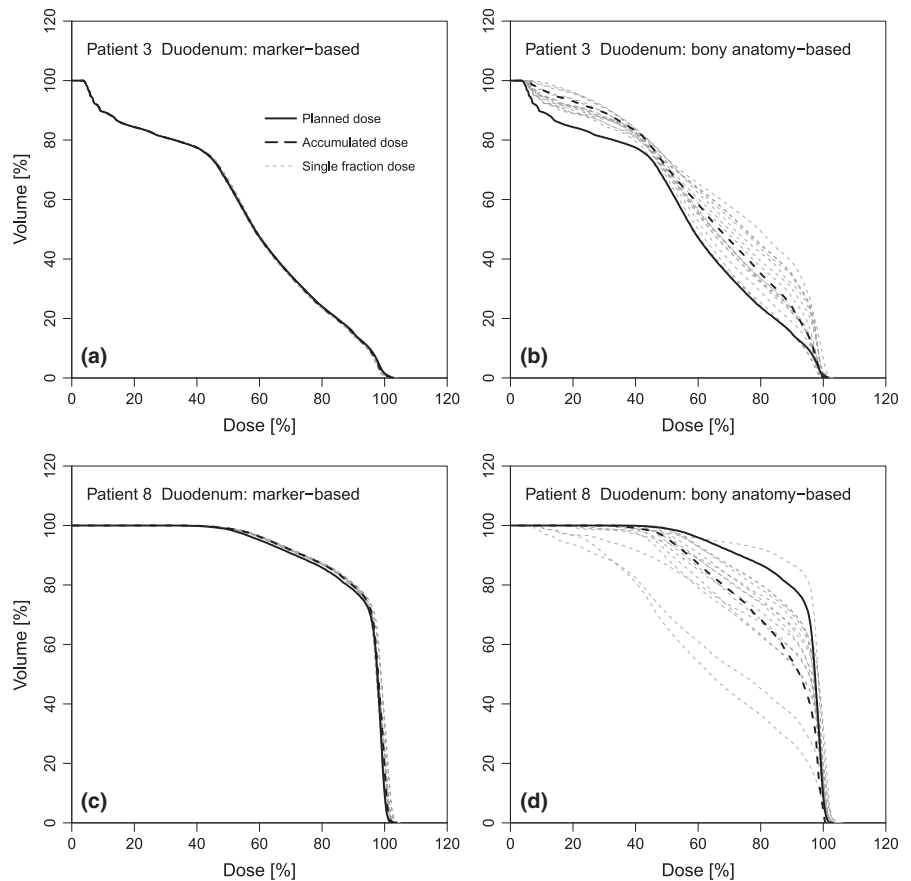 Patient 3 Duodenum: marker-based
Planned dose
Accumulated dose
Single fraction dose
Volume [%]
0 20 40 60 80 100 120
(a)
0 20 40 60 80 100 120
Dose [%]
Patient 3 Duodenum: bony anatomy-based
0 20 40 60 80 100 120
(b)
0 20 40 60 80 100 120
Dose [%]
Patient 8 Duodenum: marker-based
Volume [%]
0 20 40 60 80 100 120
(c)
0 20 40 60 80 100 120
Dose [%]
Patient 8 Duodenum: bony anatomy-based
0 20 40 60 80 100 120
(d)
0 20 40 60 80 100 120
Dose [%]